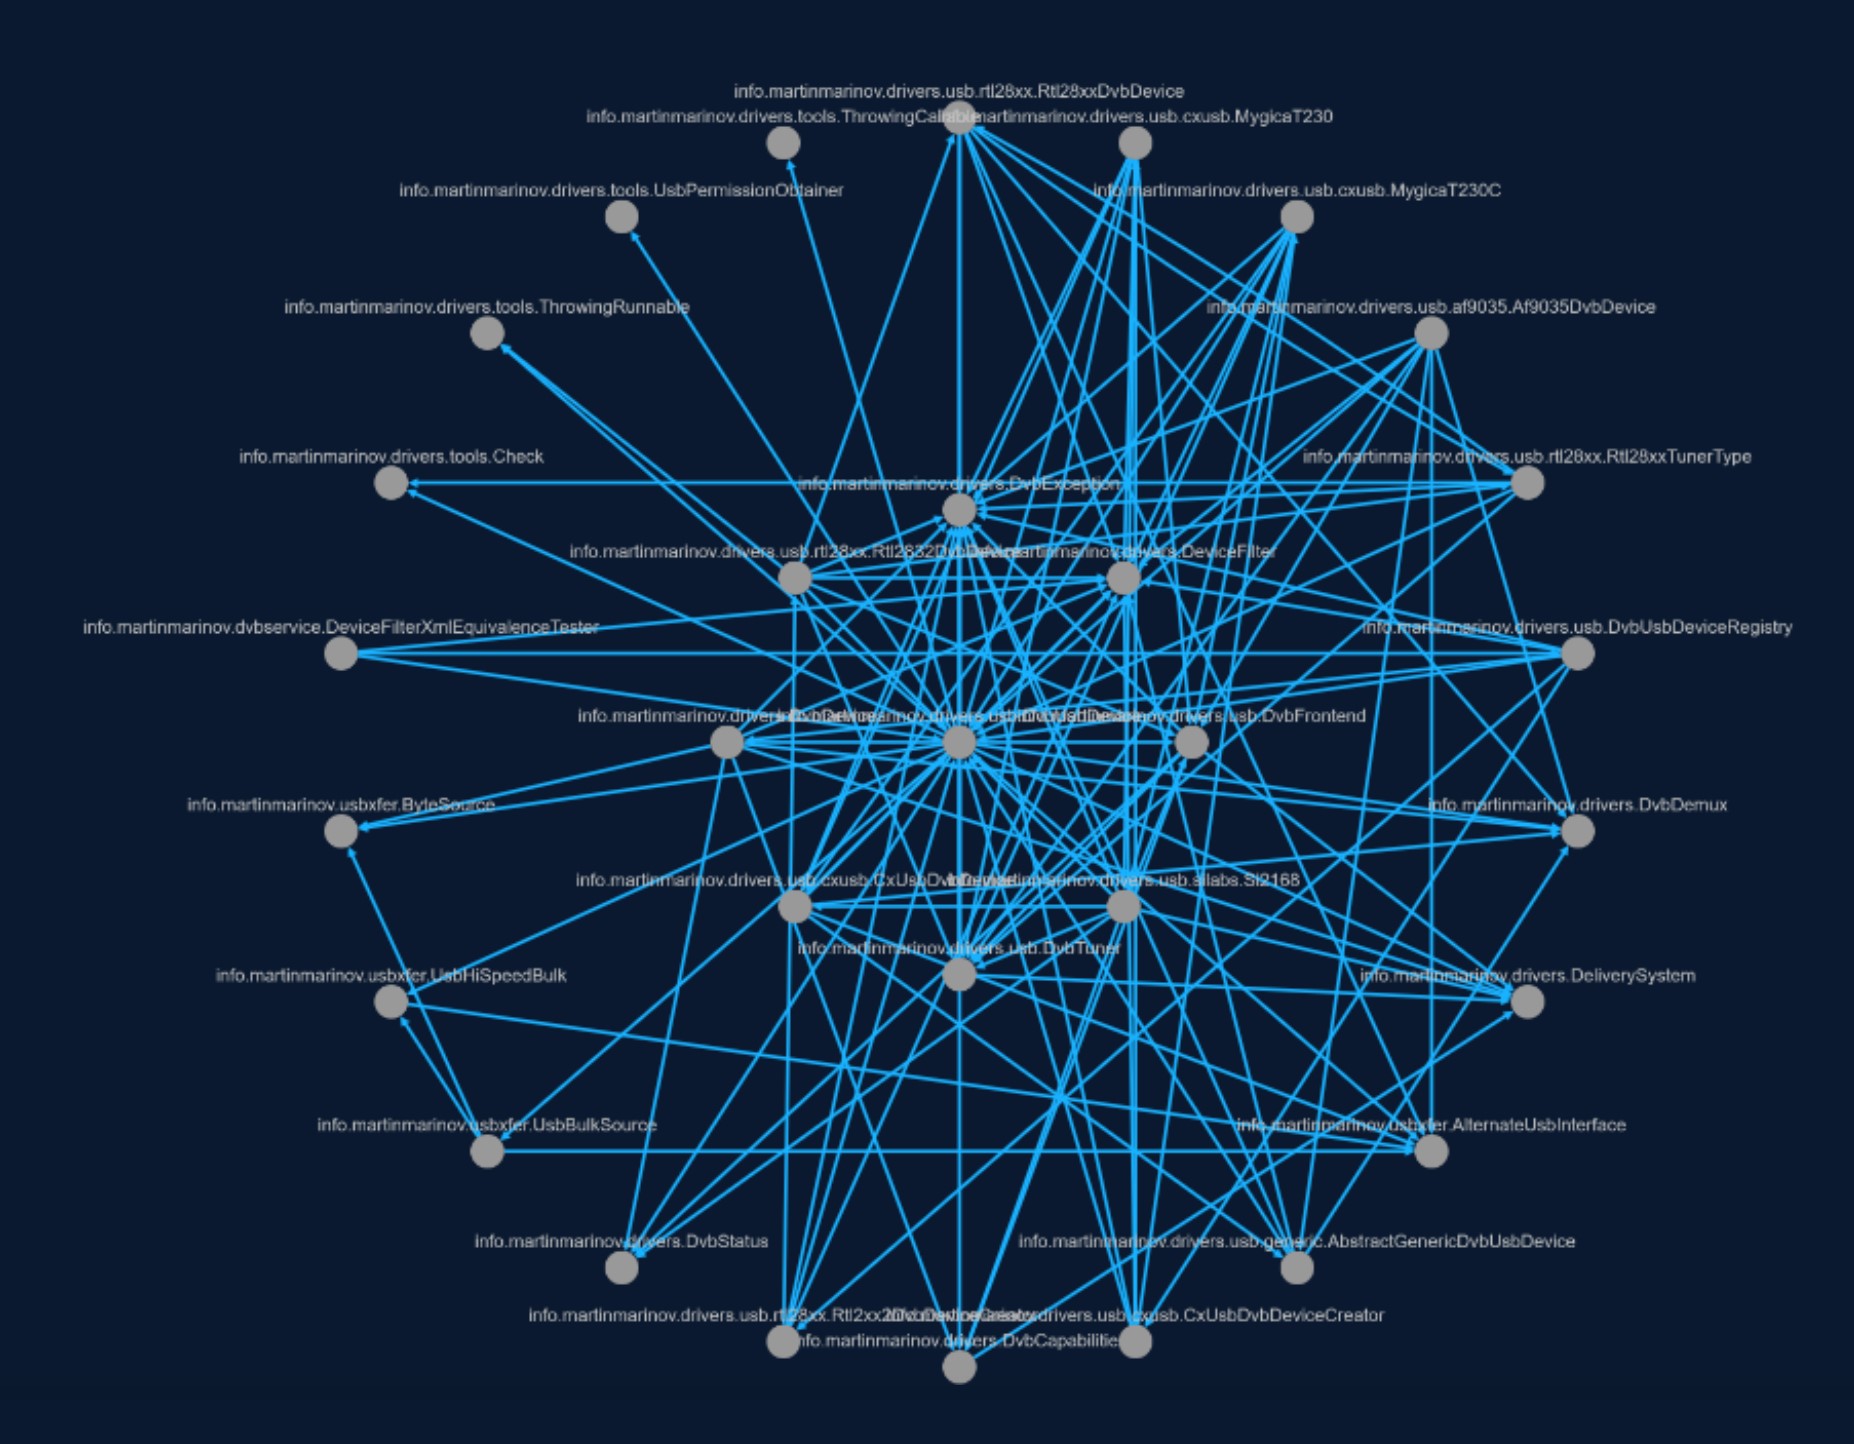 info.martinmarinov.drivers.usb.rtl28xx.Rtl28xxDvbDevice
info.martinmarinov.drivers.tools.ThrowingCallable
martinmarinov.drivers.usb.cxusb.MygicaT230
info.martinmarinov.drivers.tools.UsbPermissionObtainer
info.martinmarinov.drivers.usb.cxusb.MygicaT230C
info.martinmarinov.drivers.tools.ThrowingRunnable
info.martinmarinov.drivers.usb.af9035.Af9035DvbDevice
info.martinmarinov.drivers.tools.Check
info.martinmarinov.drivers.usb.rtl28xx.Rtl28xxTunerType
info.martinmarinov.drivers.DvbException
info.martinmarinov.drivers.usb.rtl28xx.Rtl2832DvbDevice
martinmarinov.drivers.DeviceFilter
info.martinmarinov.dvbservice.DeviceFilterXmlEquivalenceTester
info.martinmarinov.drivers.usb.DvbUsbDeviceRegistry
info.martinmarinov.drivers.DvbDevice
info.martinmarinov.drivers.usb.DvbUsbDevice
drivers.usb.DvbFrontend
info.martinmarinov.usbxfer.ByteSource
info.martinmarinov.drivers.DvbDemux
info.martinmarinov.drivers.usb.cxusb.CxUsbDvbDevice
info.martinmarinov.drivers.usb.silabs.Si2168
info.martinmarinov.drivers.usb.DvbTuner
info.martinmarinov.usbxfer.UsbHiSpeedBulk
info.martinmarinov.drivers.DeliverySystem
info.martinmarinov.usbxfer.UsbBulkSource
info.martinmarinov.usbxfer.AlternateUsbInterface
info.martinmarinov.drivers.DvbStatus
info.martinmarinov.drivers.usb.generic.AbstractGenericDvbUsbDevice
info.martinmarinov.drivers.usb.rtl28xx.Rtl2xx2DvbDeviceCreator
drivers.usb.cxusb.CxUsbDvbDeviceCreator
info.martinmarinov.drivers.DvbCapabilities